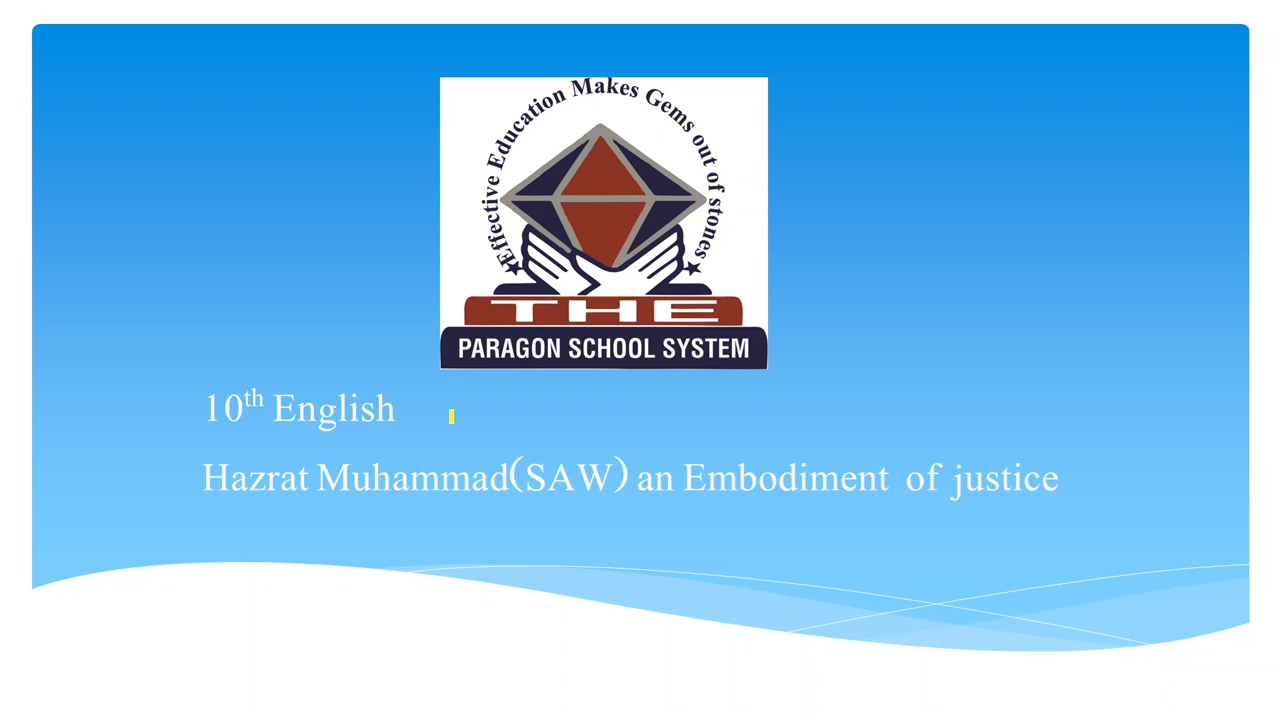 Effective Education Makes Gems out of stones
THE
PARAGON SCHOOL SYSTEM
10th English
Hazrat Muhammad(SAW) an Embodiment of justice